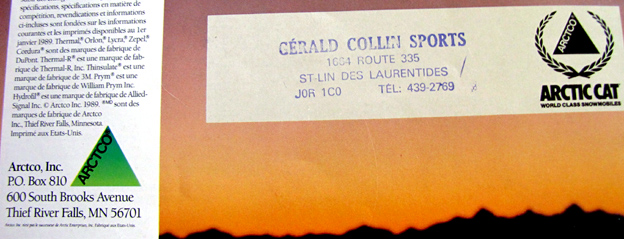 spécifications, spécifications en matière de
compétition, revendications et informations
ci-incluses sont fondées sur les informations
courantes et les imprimés disponibles au 1er
janvier 1989. Thermal,® Orlon,® Lycra,® Zepel,®
Cordura® sont des marques de fabrique de
DuPont. Thermal-R® est une marque de fab-
rique de Thermal-R, Inc. Thinsulate® est une
marque de fabrique de 3M. Prym® est une
marque de fabrique de William Prym Inc.
Hydrofil® est une marque de fabrique de Allied-
Signal Inc. © Arctco Inc. 1989. ®MD sont des
marques de fabrique de Arctco
Inc., Thief River Falls, Minnesota.
Imprimé aux Etats-Unis.
ARCTCO
Arctco, Inc.
P.O. Box 810
600 South Brooks Avenue
Thief River Falls, MN 56701
GÉRALD COLLIN SPORTS
1664 ROUTE 335
ST-LIN DES LAURENTIDES
J0R 1C0 TÉL: 439-2769
ARCTCO
ARCTIC CAT
WORLD CLASS SNOWMOBILES